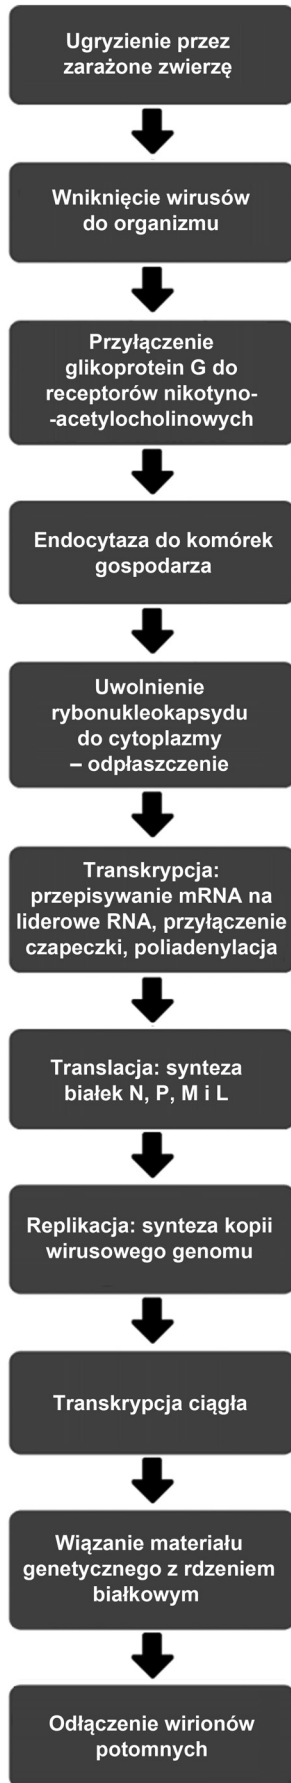 Ugryzienie przez
zarażone zwierzę
Wniknięcie wirusów
do organizmu
Przyłączenie
glikoprotein G do
receptorów nikotyno-
-acetylocholinowych
Endocytaza do komórek
gospodarza
Uwolnienie
rybonukleokapsydu
do cytoplazmy
– odpłaszczenie
Transkrypcja:
przepisywanie mRNA na
liderowe RNA, przyłączenie
czapeczki, poliadenylacja
Translacja: synteza
białek N, P, M i L
Replikacja: synteza kopii
wirusowego genomu
Transkrypcja ciągła
Wiązanie materiału
genetycznego z rdzeniem
białkowym
Odłączenie wirionów
potomnych